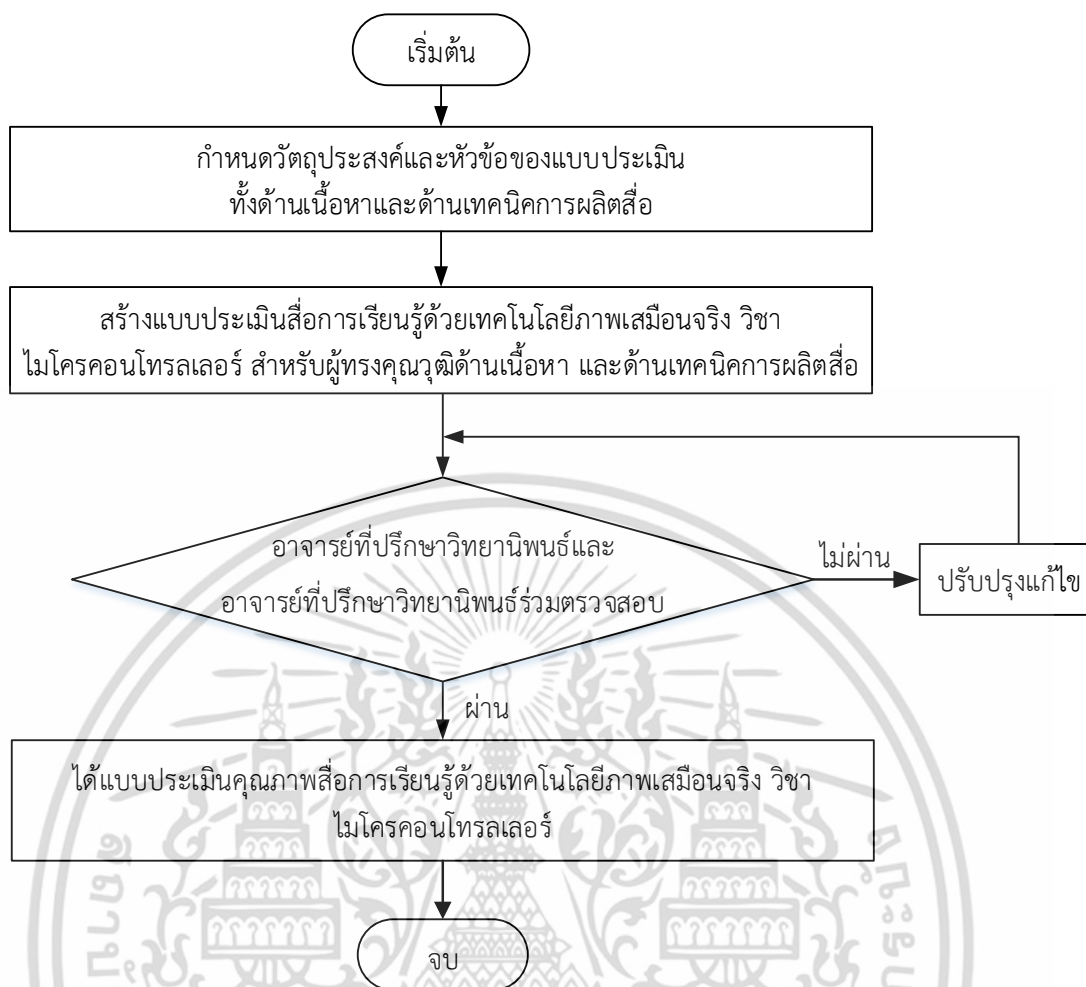 เริ่มต้น
กำหนดวัตถุประสงค์และหัวข้อของแบบประเมิน
ทั้งด้านเนื้อหาและด้านเทคนิคการผลิตสื่อ
สร้างแบบประเมินสื่อการเรียนรู้ด้วยเทคโนโลยีภาพเสมือนจริง วิชา
ไมโครคอนโทรลเลอร์ สำหรับผู้ทรงคุณวุฒิด้านเนื้อหา และด้านเทคนิคการผลิตสื่อ
อาจารย์ที่ปรึกษาวิทยานิพนธ์และ
อาจารย์ที่ปรึกษาวิทยานิพนธ์ร่วมตรวจสอบ
ไม่ผ่าน
ปรับปรุงแก้ไข
ผ่าน
ได้แบบประเมินคุณภาพสื่อการเรียนรู้ด้วยเทคโนโลยีภาพเสมือนจริง วิชา
ไมโครคอนโทรลเลอร์
จบ